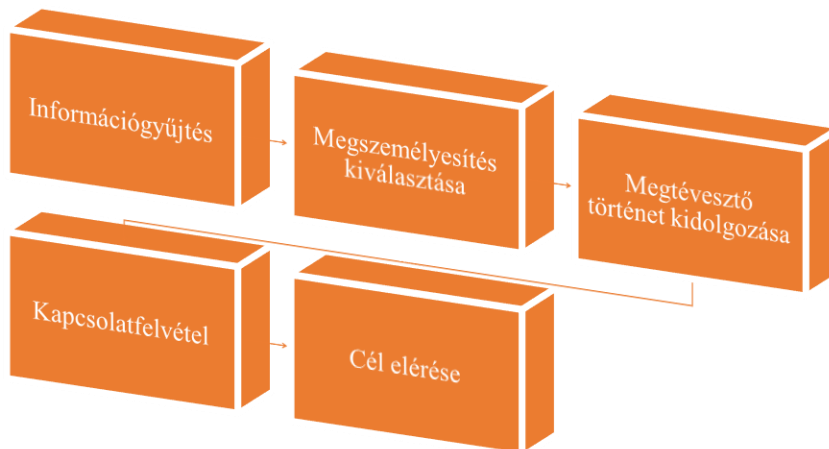 Információgyűjtés
Megszemélyesítés
kiválasztása
Megtévesztő
történet kidolgozása
Kapcsolatfelvétel
Cél elérése